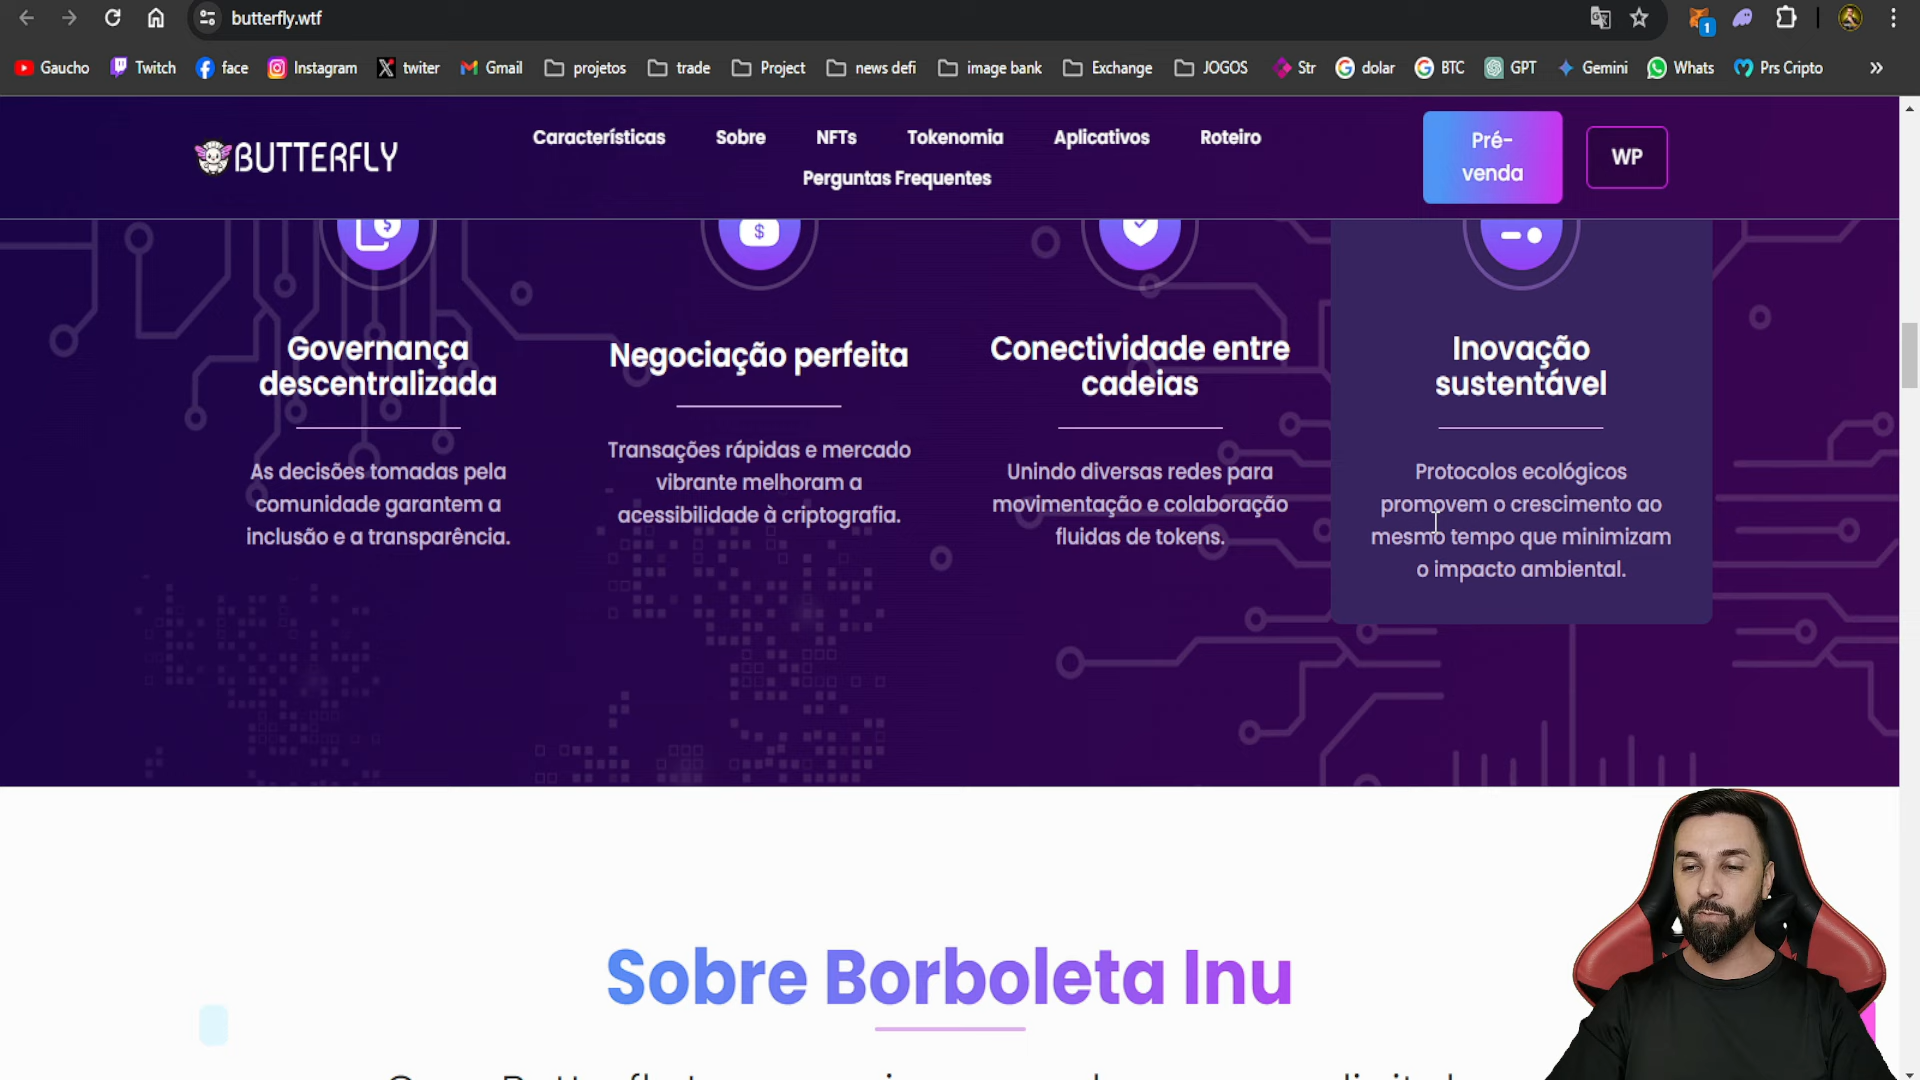 butterfly.wtf
1
Gaucho Twitch face Instagram twiter Gmail projetos trade Project news defi image bank Exchange JOGOS Str dolar BTC GPT Gemini Whats Prs Cripto »
BUTTERFLY
Características Sobre NFTs Tokenomia Aplicativos Roteiro
Perguntas Frequentes
Pré-
venda
WP
Governança
descentralizada
As decisões tomadas pela
comunidade garantem a
inclusão e a transparência.
Negociação perfeita
Transações rápidas e mercado
vibrante melhoram a
acessibilidade à criptografia.
Conectividade entre
cadeias
Unindo diversas redes para
movimentação e colaboração
fluidas de tokens.
Inovação
sustentável
Protocolos ecológicos
promovem o crescimento ao
mesmo tempo que minimizam
o impacto ambiental.
Sobre Borboleta Inu